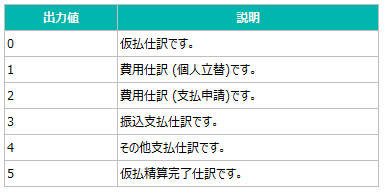 出力値 説明
0 仮払仕訳です。
1 費用仕訳 (個人立替)です。
2 費用仕訳 (支払申請)です。
3 振込支払仕訳です。
4 その他支払仕訳です。
5 仮払精算完了仕訳です。